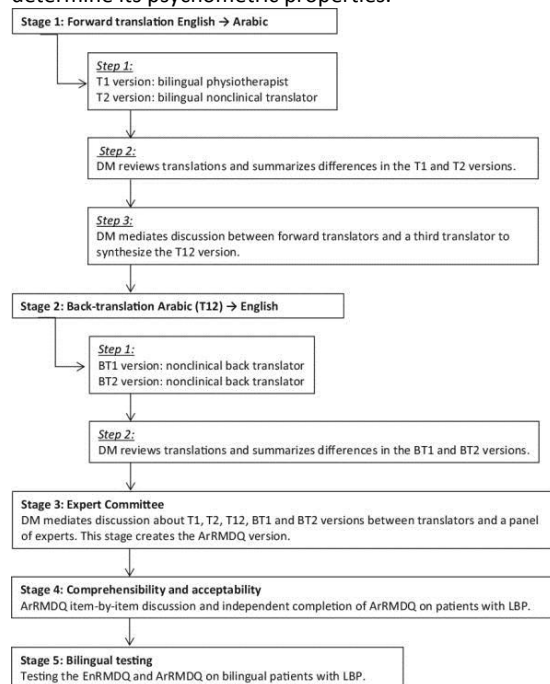 determine its psychometric properties.
Stage 1: Forward translation English → Arabic
Step 1:
T1 version: bilingual physiotherapist
T2 version: bilingual nonclinical translator
Step 2:
DM reviews translations and summarizes differences in the T1 and T2 versions.
Step 3:
DM mediates discussion between forward translators and a third translator to
synthesize the T12 version.
Stage 2: Back-translation Arabic (T12) → English
Step 1:
BT1 version: nonclinical back translator
BT2 version: nonclinical back translator
Step 2:
DM reviews translations and summarizes differences in the BT1 and BT2 versions.
Stage 3: Expert Committee
DM mediates discussion about T1, T2, T12, BT1 and BT2 versions between translators and a panel
of experts. This stage creates the ArRMDQ version.
Stage 4: Comprehensibility and acceptability
ArRMDQ item-by-item discussion and independent completion of ArRMDQ on patients with LBP.
Stage 5: Bilingual testing
Testing the EnRMDQ and ArRMDQ on bilingual patients with LBP.